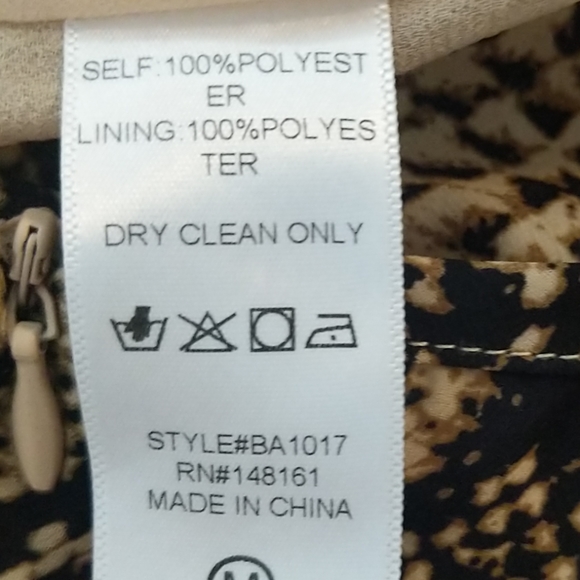 SELF:100%POLYEST
ER
LINING:100%POLYES
TER
DRY CLEAN ONLY
STYLE#BA1017
RN#148161
MADE IN CHINA
M